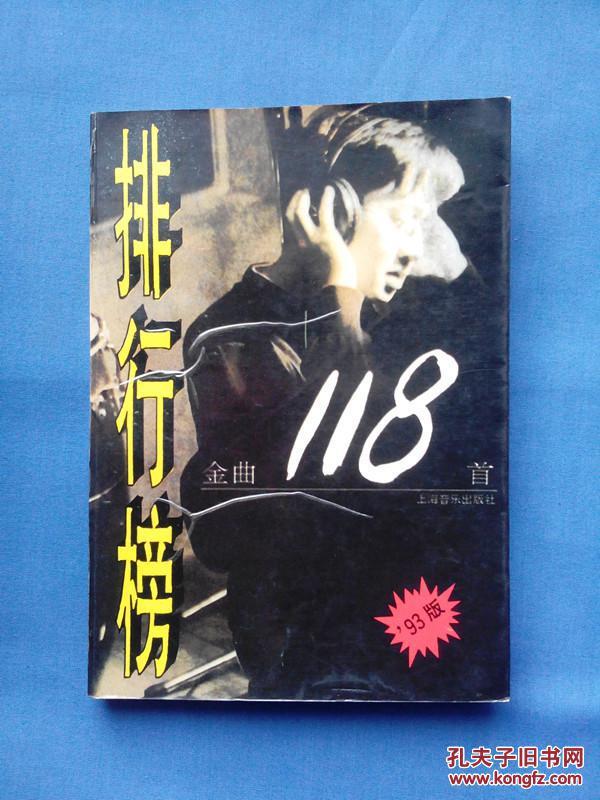 排行榜
金曲 118 首
上海音乐出版社
'93版
孔夫子旧书网
www.kongfz.com